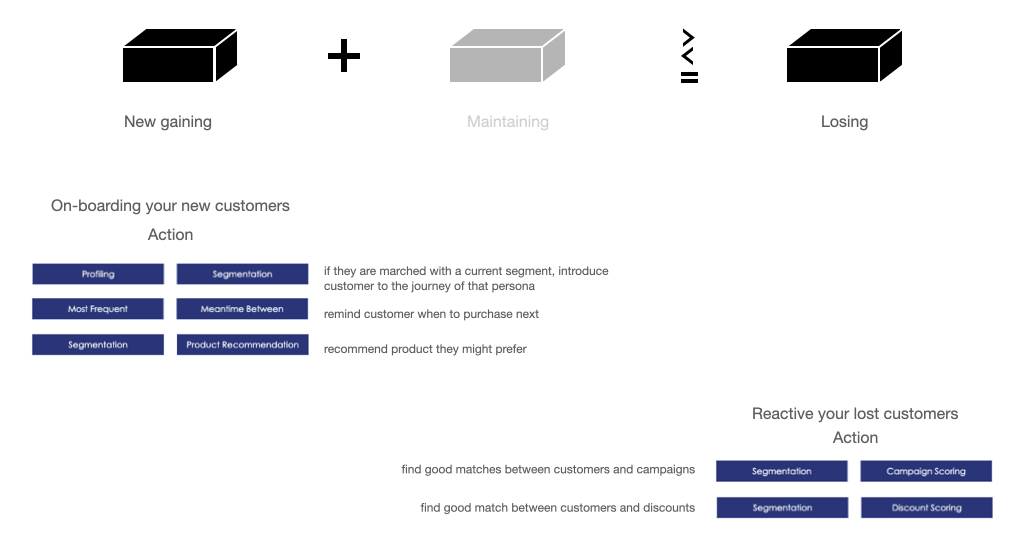 New gaining
Maintaining
Losing
On-boarding your new customers
Action
Profiling
Segmentation
if they are marched with a current segment, introduce
customer to the journey of that persona
Most Frequent
Meantime Between
remind customer when to purchase next
Segmentation
Product Recommendation
recommend product they might prefer
Reactive your lost customers
Action
find good matches between customers and campaigns
Segmentation
Campaign Scoring
find good match between customers and discounts
Segmentation
Discount Scoring